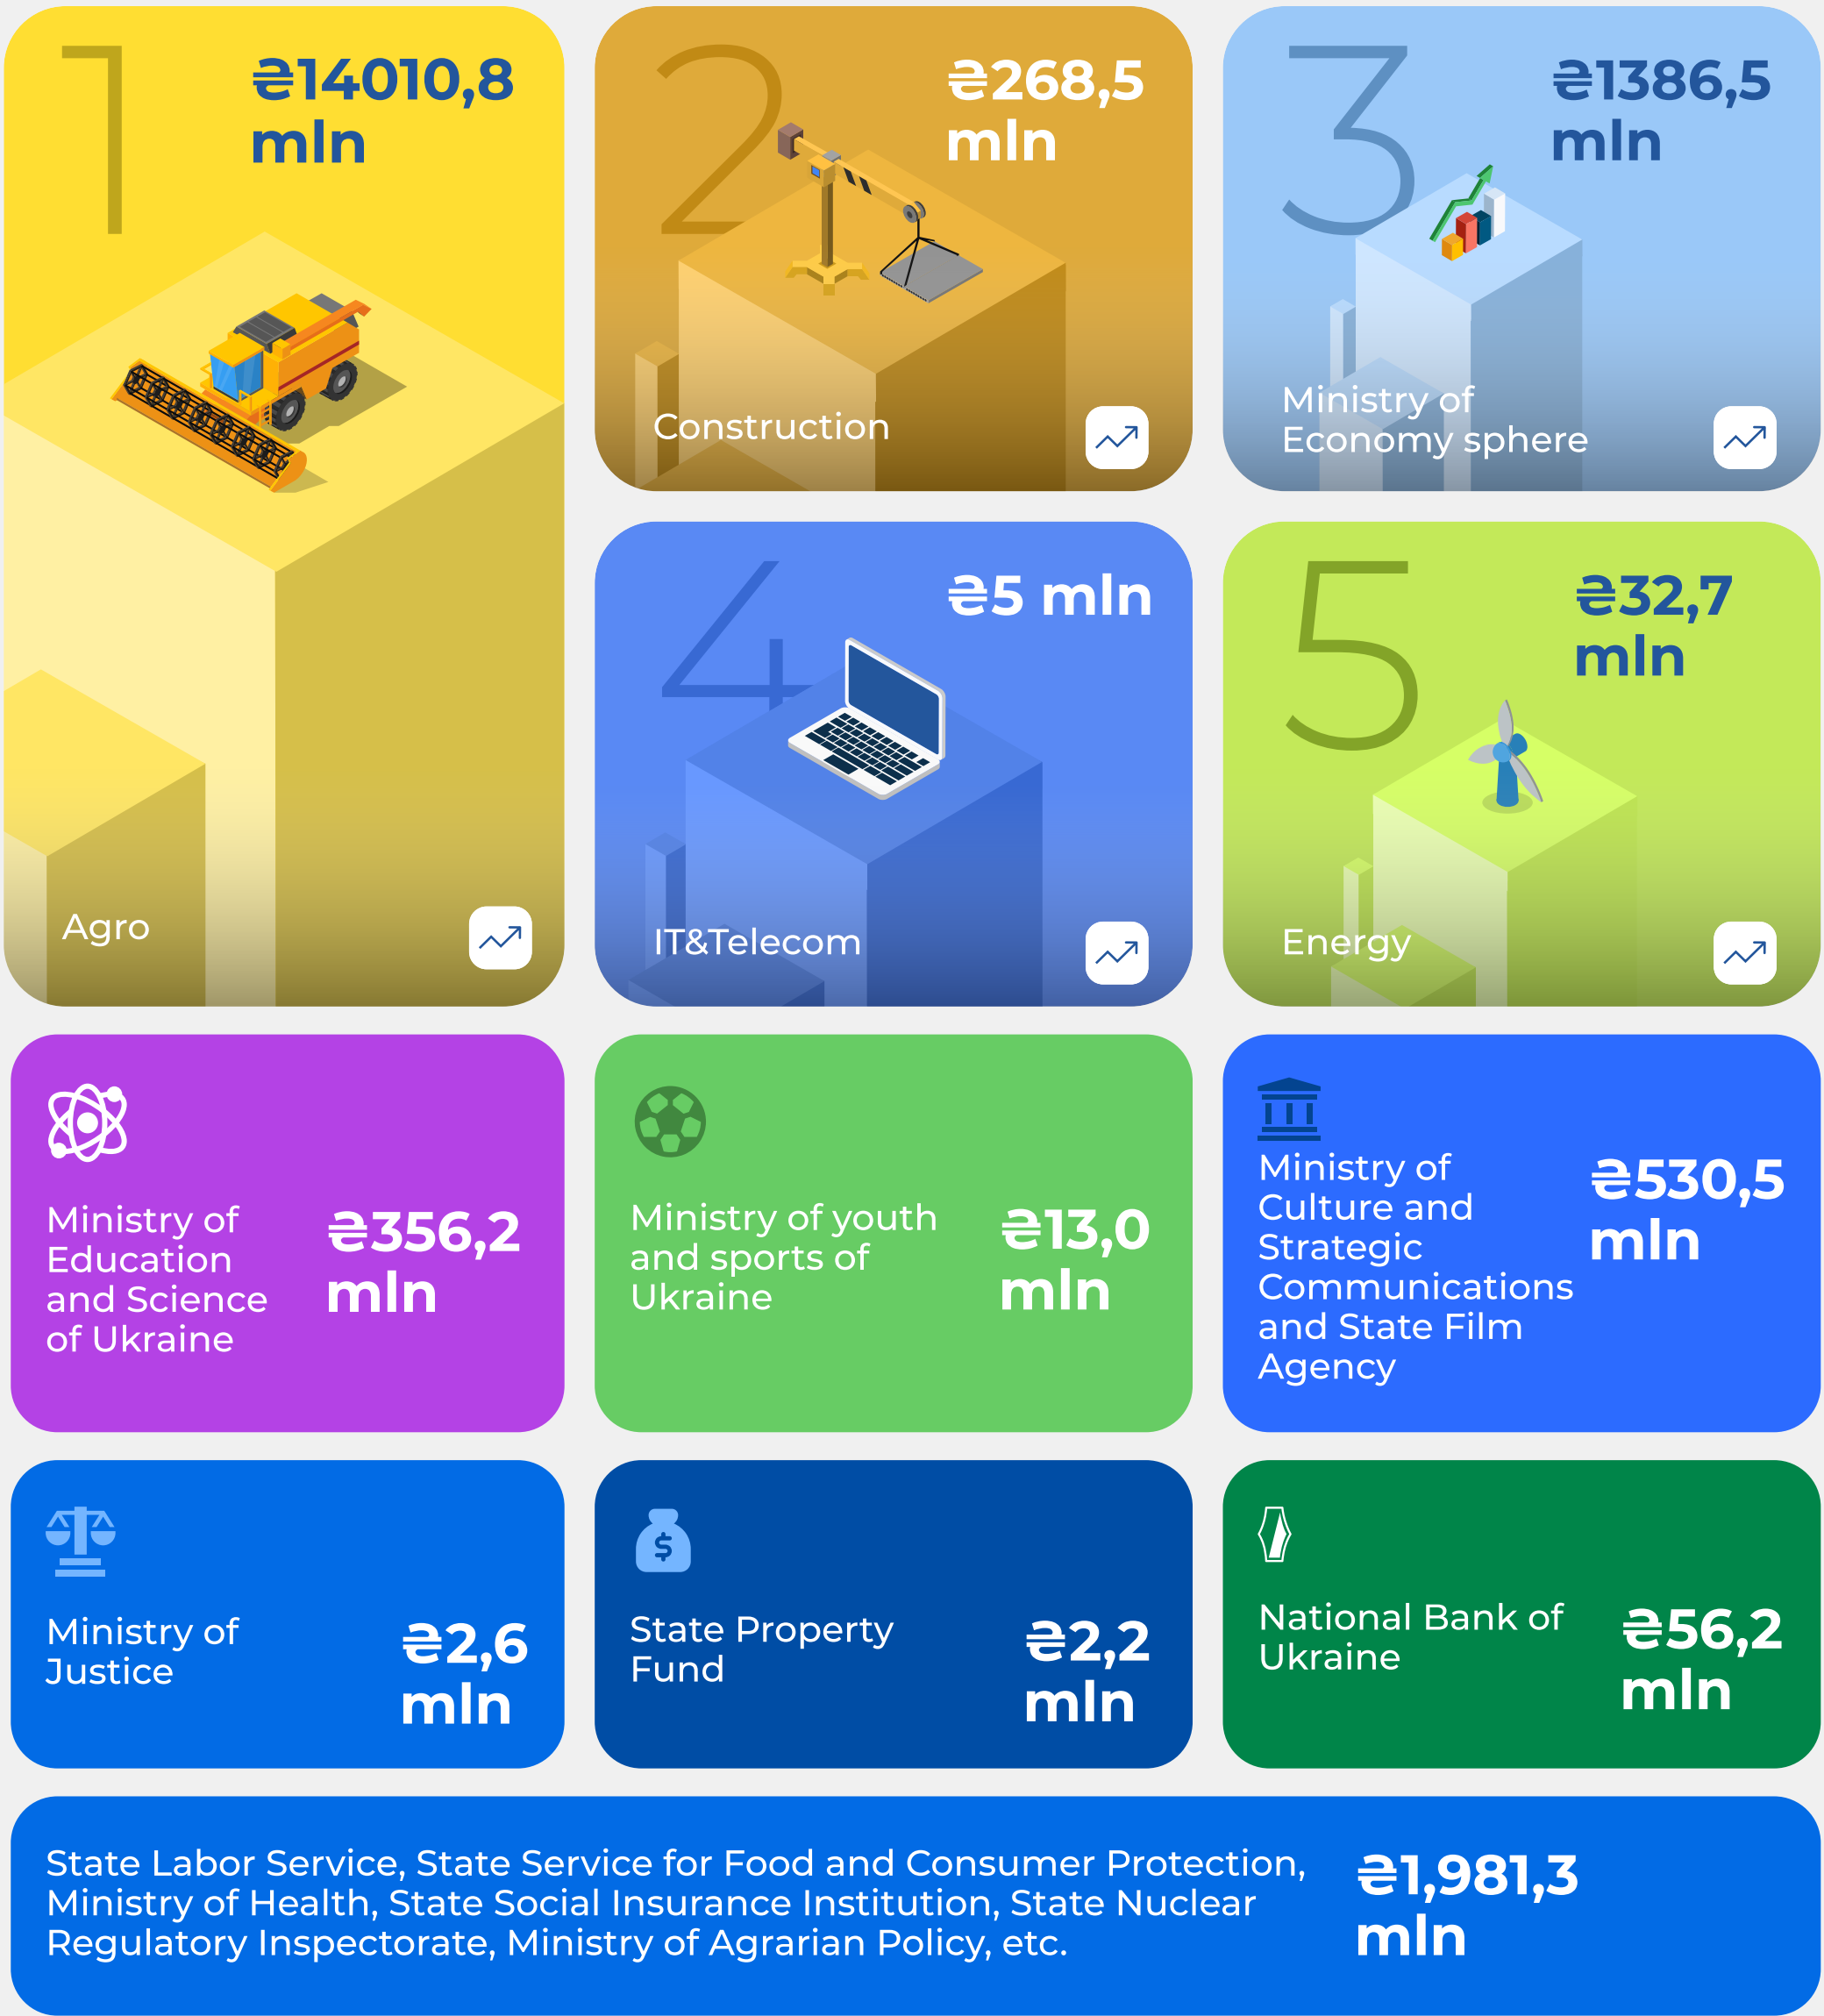 1
₴14010,8
mln
Agro
2
₴268,5
mln
Construction
3
₴1386,5
mln
Ministry of
Economy sphere
4
₴5 mln
IT&Telecom
5
₴32,7
mln
Energy
Ministry of
Education
and Science
of Ukraine
₴356,2
mln
Ministry of youth
and sports of
Ukraine
₴13,0
mln
Ministry of
Culture and
Strategic
Communications
and State Film
Agency
₴530,5
mln
Ministry of
Justice
₴2,6
mln
$
State Property
Fund
₴2,2
mln
National Bank of
Ukraine
₴56,2
mln
State Labor Service, State Service for Food and Consumer Protection,
Ministry of Health, State Social Insurance Institution, State Nuclear
Regulatory Inspectorate, Ministry of Agrarian Policy, etc.
₴1,981,3
mln